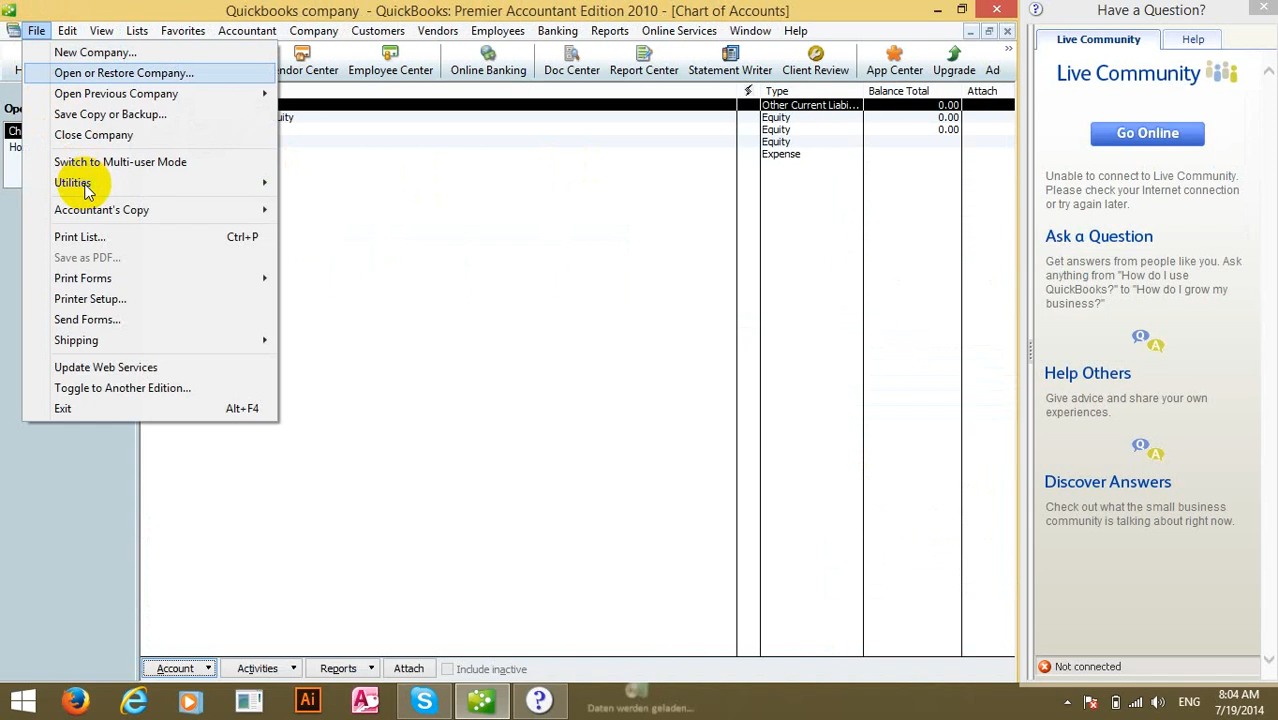 Quickbooks company - QuickBooks: Premier Accountant Edition 2010 - [Chart of Accounts]
Have a Question?
File Edit View Lists Favorites Accountant Company Customers Vendors Employees Banking Reports Online Services Window Help
Live Community Help
New Company...
Open or Restore Company...
Open Previous Company
Save Copy or Backup...
Close Company
Switch to Multi-user Mode
Utilities
Accountant's Copy
Print List... Ctrl+P
Save as PDF...
Print Forms
Printer Setup...
Send Forms...
Shipping
Update Web Services
Toggle to Another Edition...
Exit Alt+F4
Employee Center Online Banking Doc Center Report Center Statement Writer Client Review App Center Upgrade Ad
Type Balance Total Attach
Other Current Liabi... 0.00
Equity 0.00
Equity 0.00
Equity
Expense
Live Community
Go Online
Unable to connect to Live Community.
Please check your Internet connection
or try again later.
Ask a Question
Get answers from people like you. Ask
anything from "How do I use
QuickBooks?" to "How do I grow my
business?"
Help Others
Give advice and share your own
experiences.
Discover Answers
Check out what the small business
community is talking about right now.
Account Activities Reports Attach Include inactive
Not connected
Ai
Daten werden geladen...
ENG
8:04 AM
7/19/2014